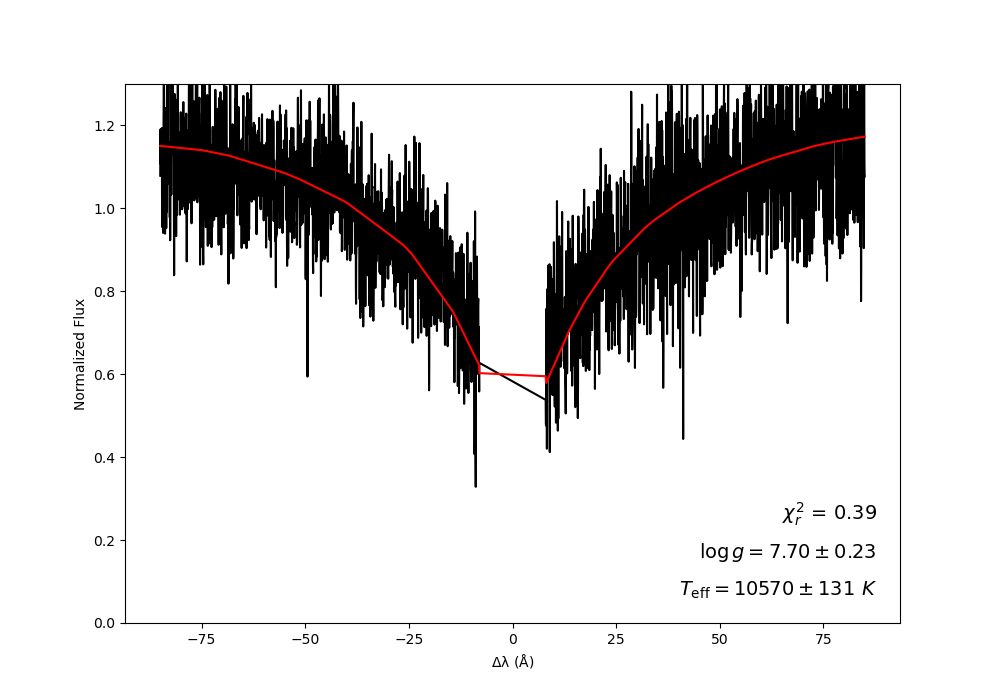 1.2
1.0
0.8
0.6
0.4
0.2
0.0
Normalized Flux
χ²ᵣ = 0.39
log g = 7.70 ± 0.23
T_eff = 10570 ± 131 K
−75 −50 −25 0 25 50 75
Δλ (Å)